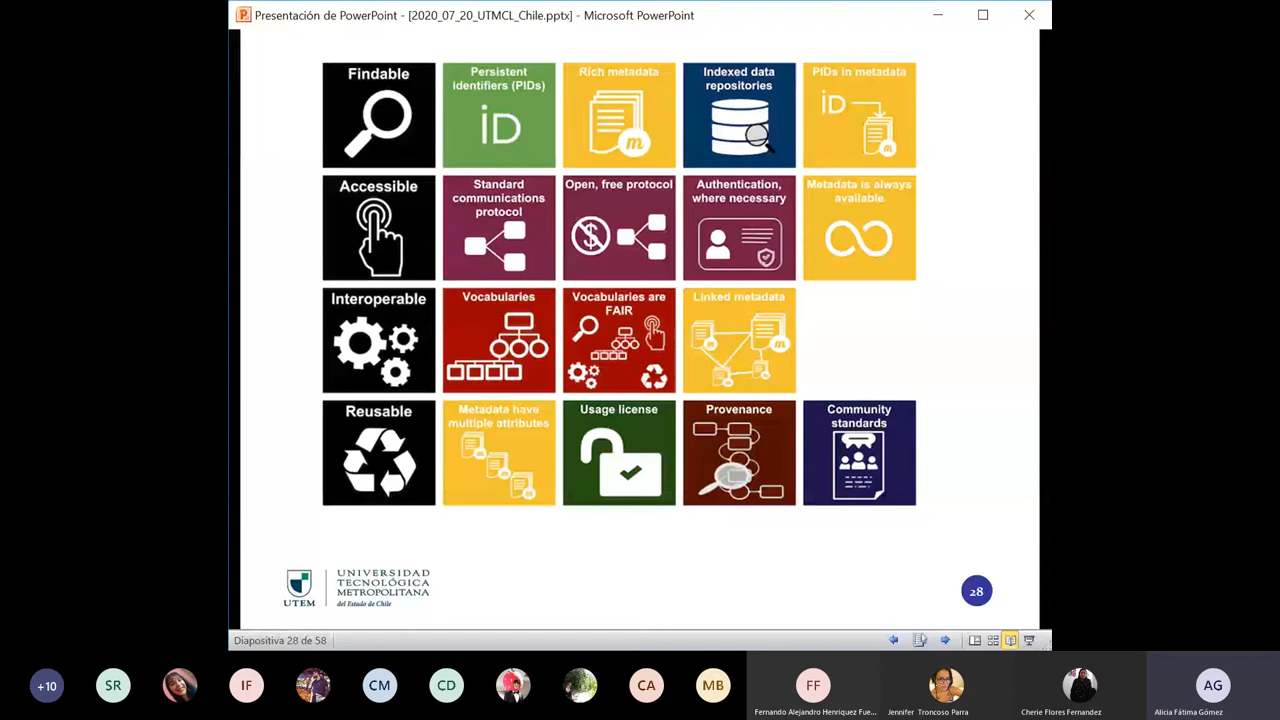 Presentación de PowerPoint - [2020_07_20_UTMCL_Chile.pptx] - Microsoft PowerPoint
Findable
Persistent
identifiers (PIDs)
iD
Rich metadata
m
Indexed data
repositories
PIDs in metadata
iD
m
Accessible
Standard
communications
protocol
Open, free protocol
$
Authentication,
where necessary
Metadata is always
available
Interoperable
Vocabularies
Vocabularies are
FAIR
Linked metadata
m
m
m
m
Reusable
Metadata have
multiple atributes
m
m
m
Usage license
Provenance
Community
standards
UTEM
UNIVERSIDAD
TECNOLÓGICA
METROPOLITANA
del Estado de Chile
28
Diapositiva 28 de 58
+10
SR
IF
CM
CD
CA
MB
FF
AG
Fernando Alejandro Henriquez Fue...
Jennifer Troncoso Parra
Cherie Flores Fernandez
Alicia Fátima Gómez